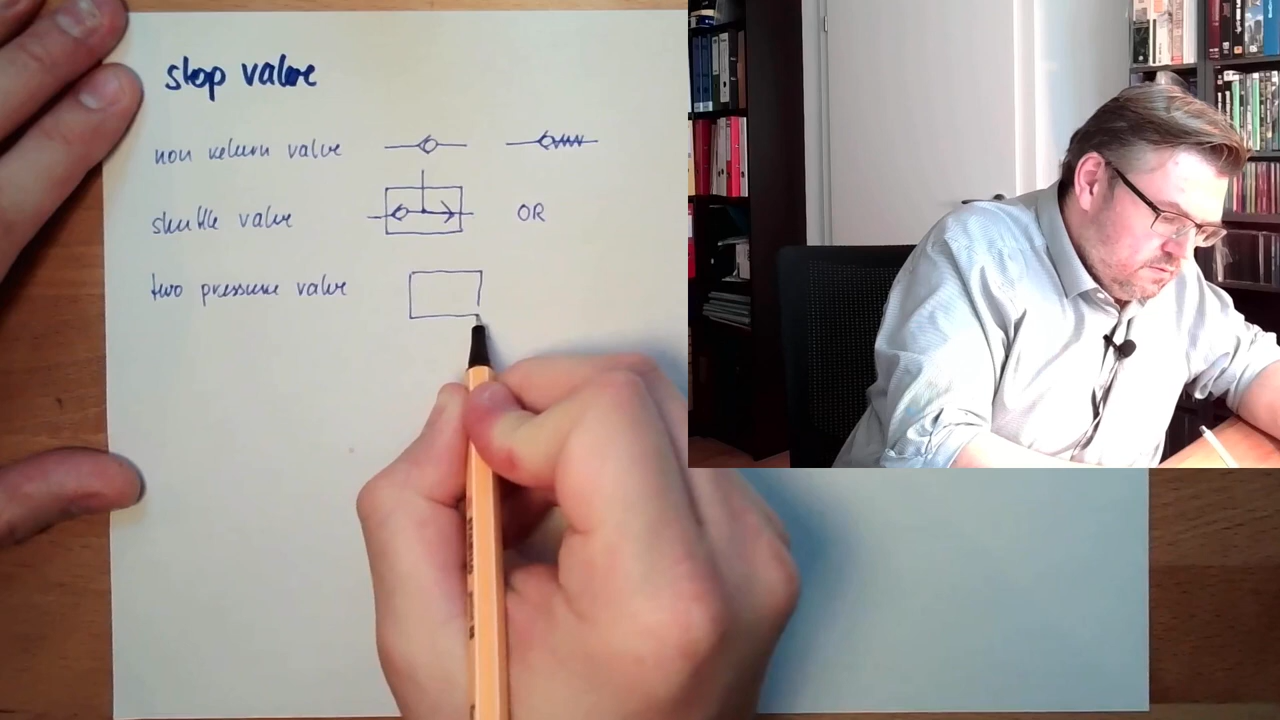 stop valve
non return valve
shuttle valve OR
two pressure valve